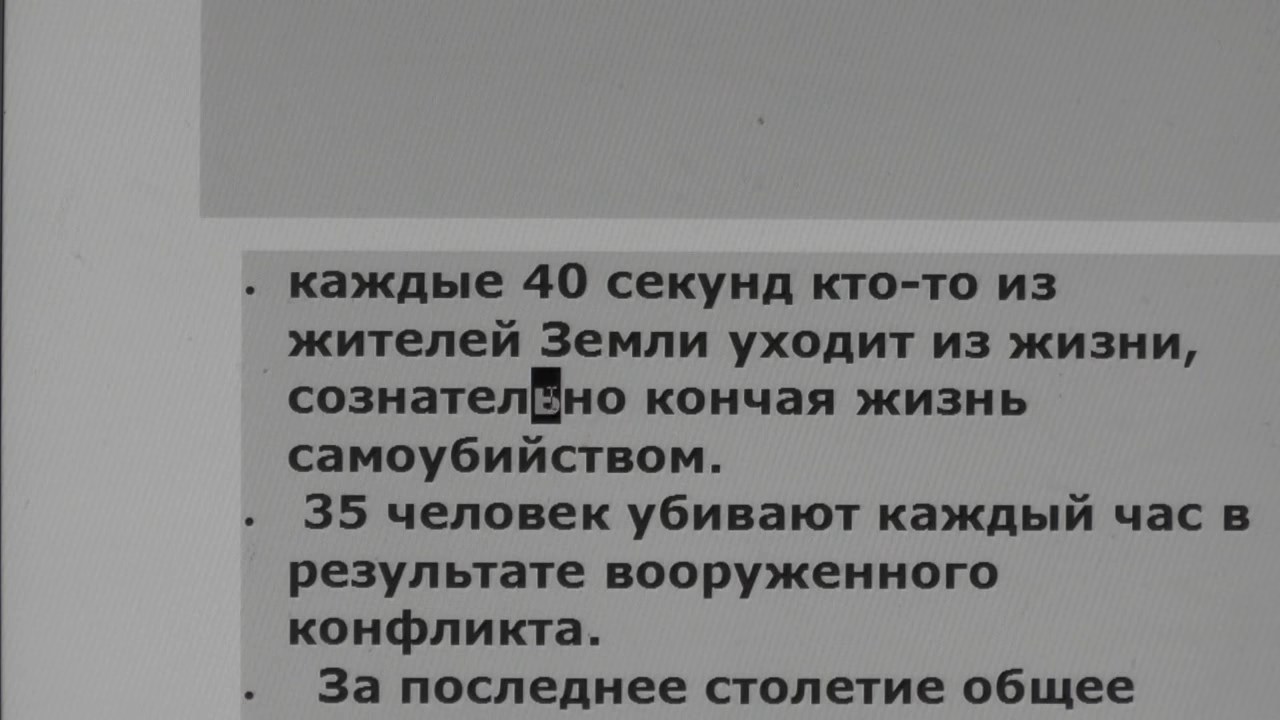 • каждые 40 секунд кто-то из
жителей Земли уходит из жизни,
сознательно кончая жизнь
самоубийством.
• 35 человек убивают каждый час в
результате вооруженного
конфликта.
• За последнее столетие общее